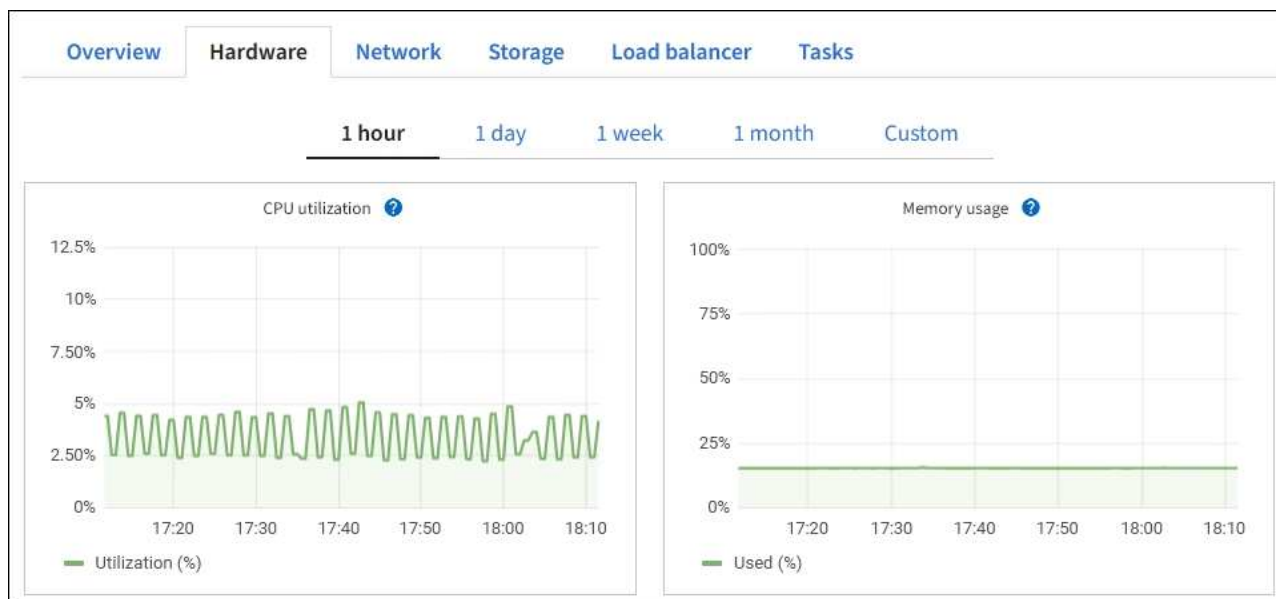 Overview Hardware Network Storage Load balancer Tasks
1 hour 1 day 1 week 1 month Custom
CPU utilization ?
12.5%
10%
7.50%
5%
2.50%
0%
17:20 17:30 17:40 17:50 18:00 18:10
Utilization (%)
Memory usage ?
100%
75%
50%
25%
0%
17:20 17:30 17:40 17:50 18:00 18:10
Used (%)